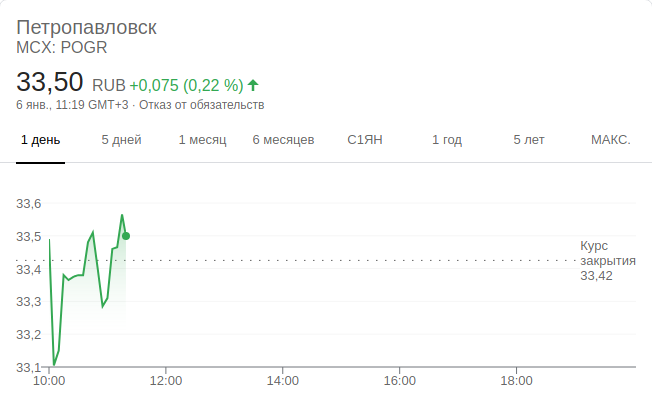 Петропавловск
MCX: POGR
33,50 RUB +0,075 (0,22 %)
6 янв., 11:19 GMT+3 · Отказ от обязательств
1 день 5 дней 1 месяц 6 месяцев С1ЯН 1 год 5 лет МАКС.
33,6
33,5
33,4
33,3
33,2
33,1
Курс
закрытия
33,42
10:00 12:00 14:00 16:00 18:00